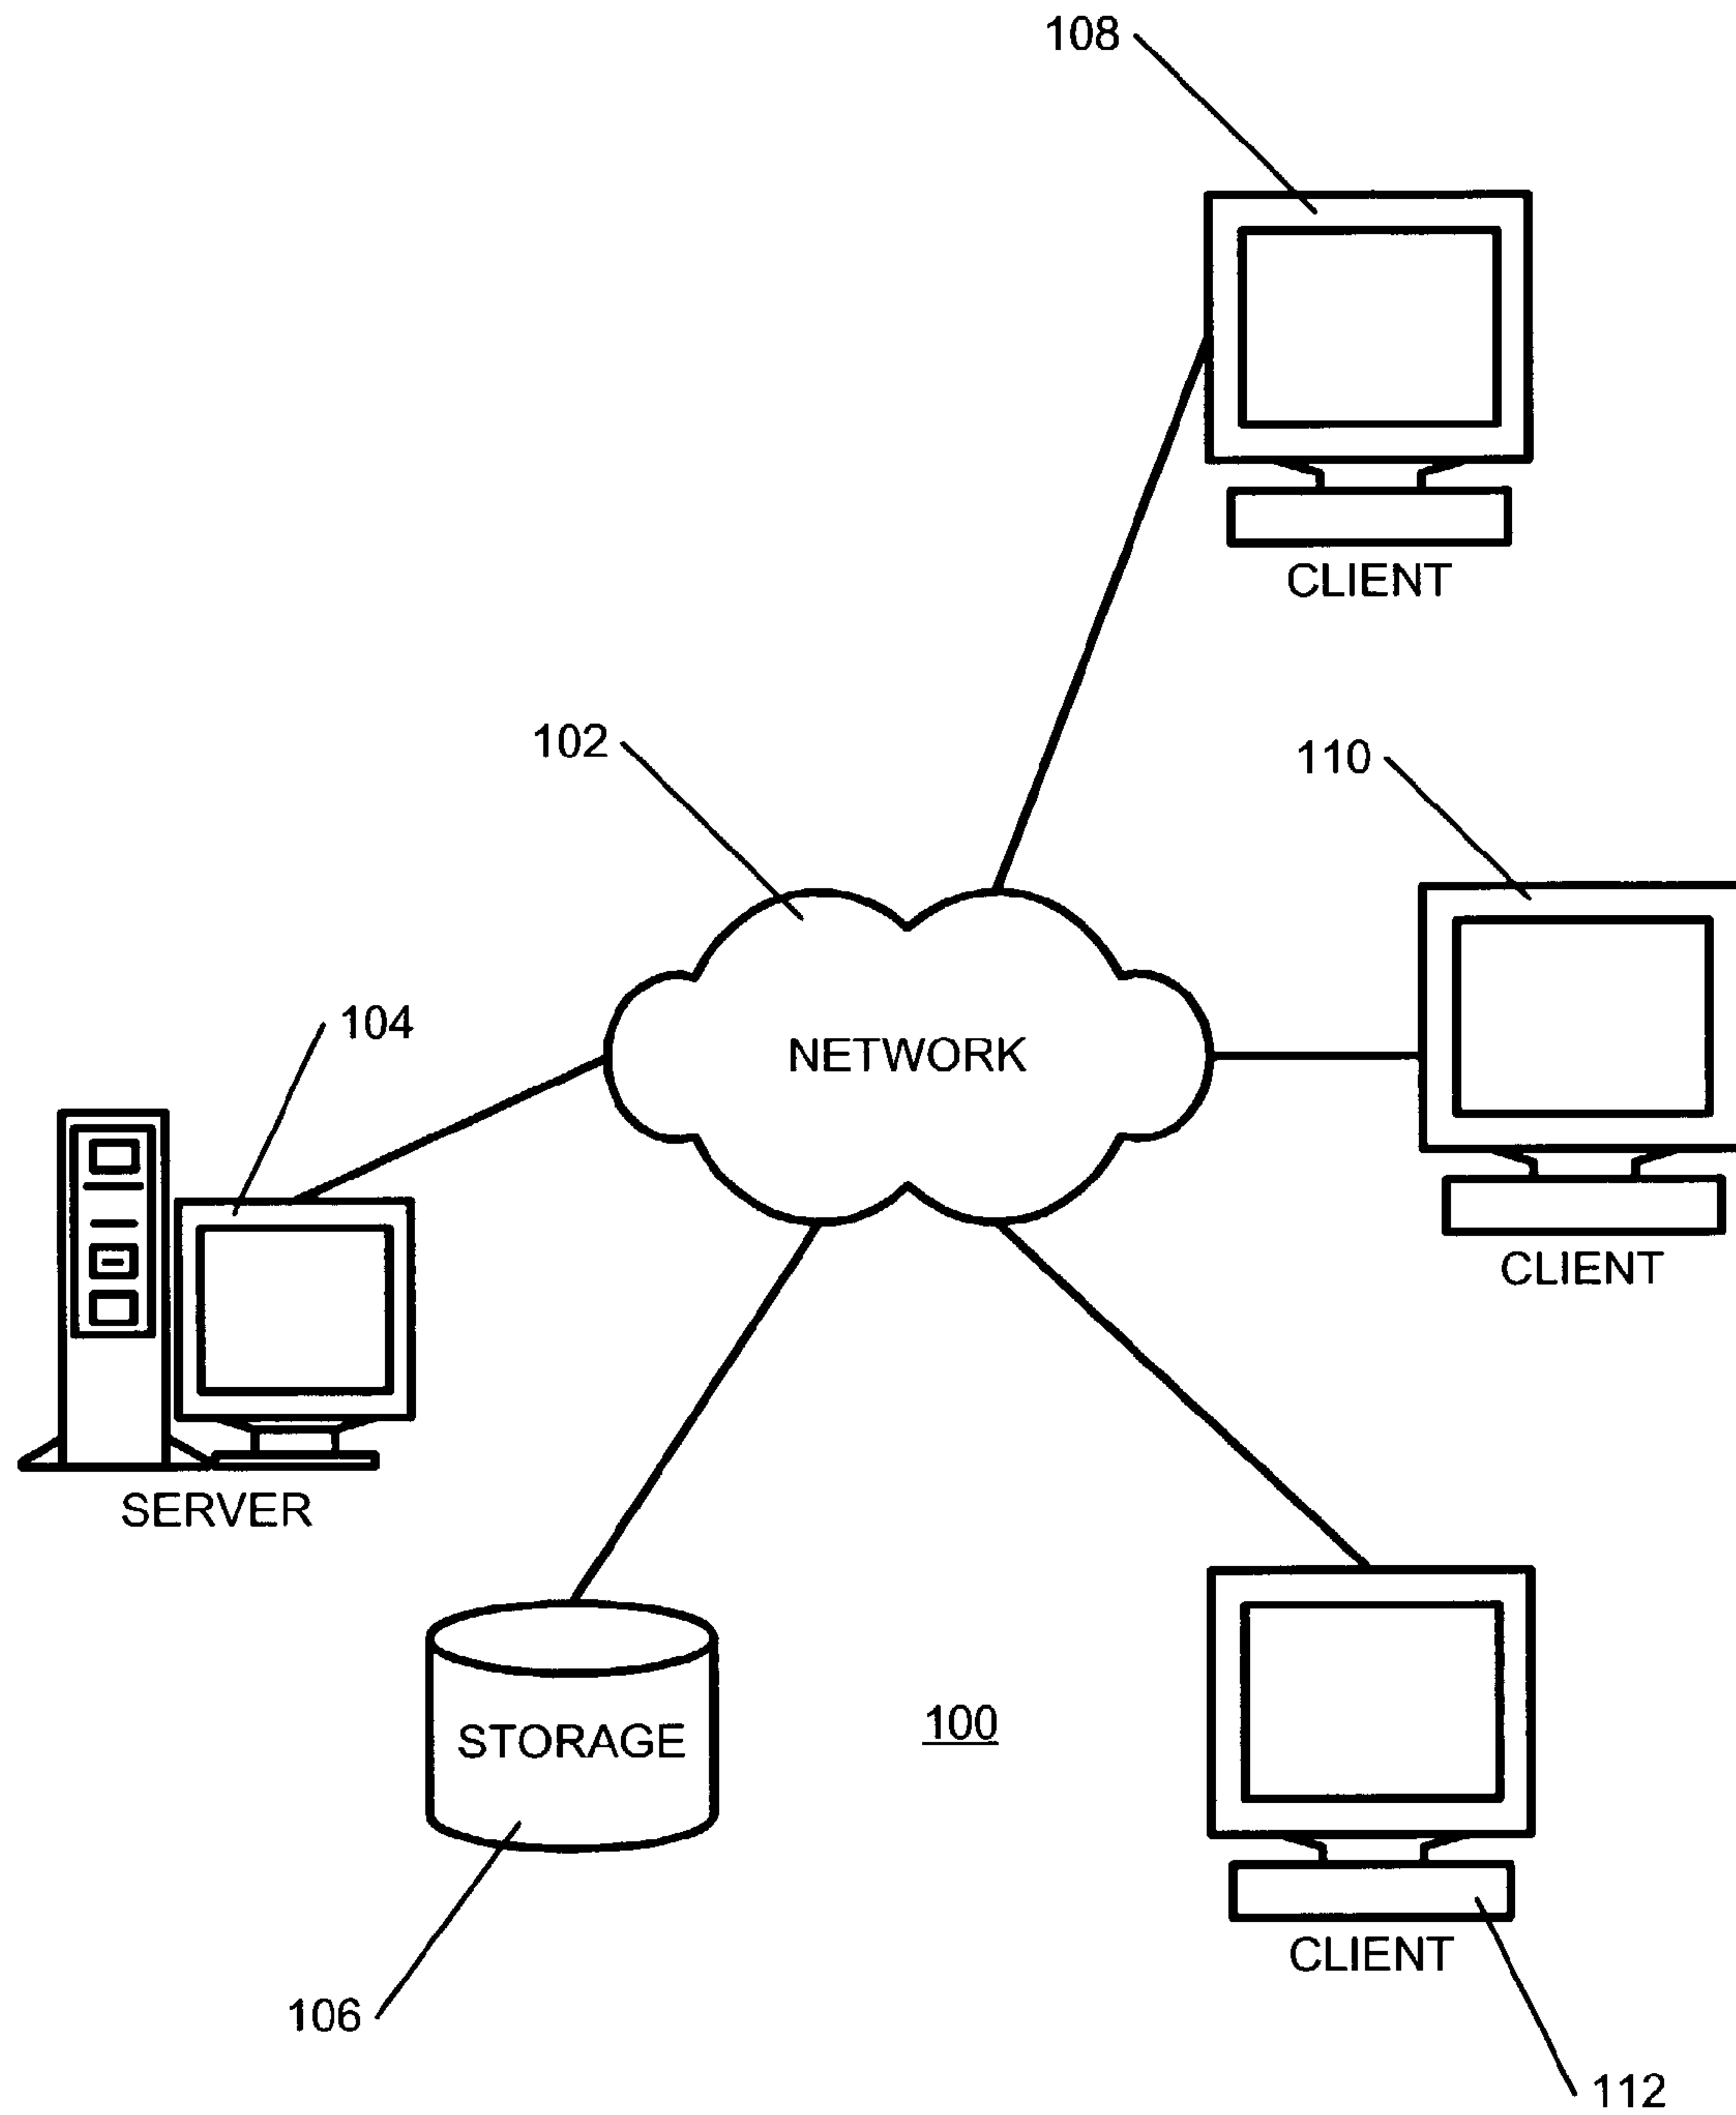 108
CLIENT
102
110
104
NETWORK
CLIENT
SERVER
STORAGE
100
CLIENT
106
112